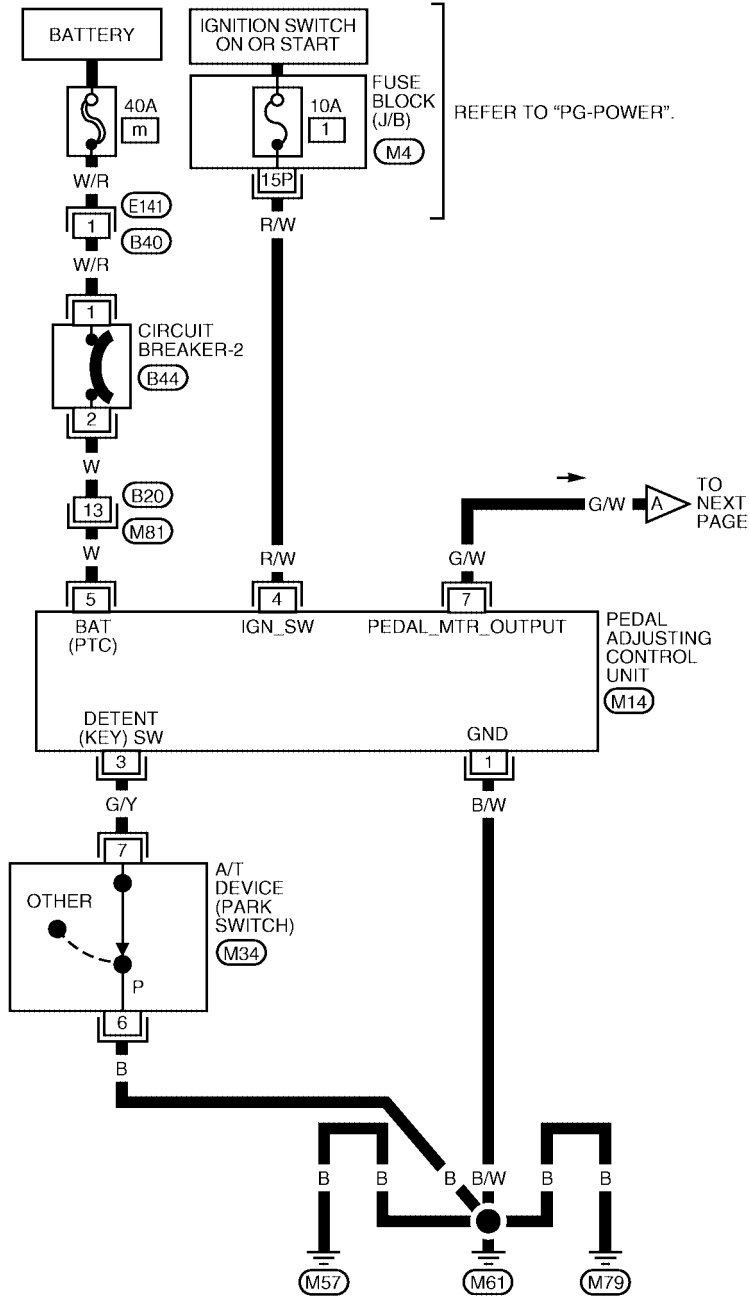 BATTERY
IGNITION SWITCH
ON OR START
40A
m
10A
1
FUSE
BLOCK
(J/B)
M4
REFER TO “PG-POWER”.
15P
W/R
E141
1
B40
R/W
W/R
1
CIRCUIT
BREAKER-2
B44
2
W
B20
13
M81
W
R/W
G/W
A
TO
NEXT
PAGE
G/W
5
4
7
BAT
(PTC)
IGN_SW
PEDAL_MTR_OUTPUT
PEDAL
ADJUSTING
CONTROL
UNIT
M14
DETENT
(KEY) SW
GND
3
1
G/Y
B/W
7
A/T
DEVICE
(PARK
SWITCH)
M34
OTHER
P
6
B
B
B
B
B/W
B
B
M57
M61
M79